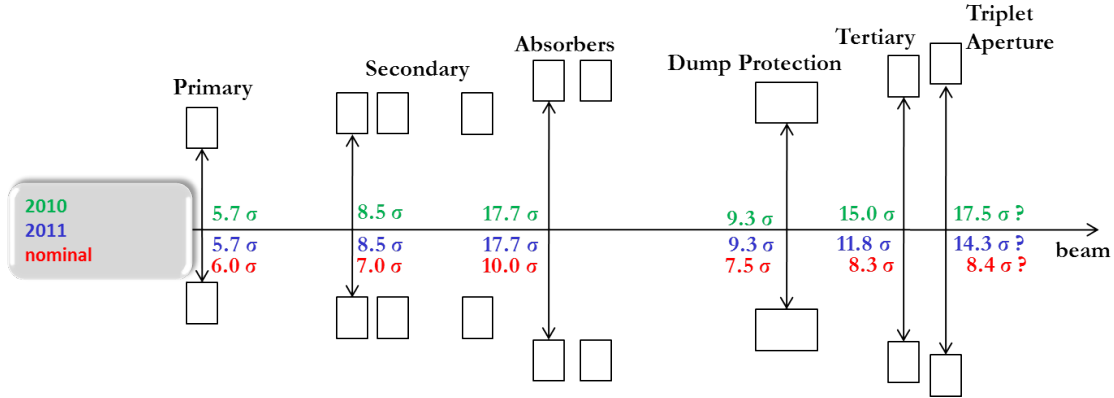 Primary
Secondary
Absorbers
Dump Protection
Tertiary
Triplet
Aperture
2010
2011
nominal
5.7 σ
8.5 σ
17.7 σ
9.3 σ
15.0 σ
17.5 σ ?
5.7 σ
8.5 σ
17.7 σ
9.3 σ
11.8 σ
14.3 σ ?
6.0 σ
7.0 σ
10.0 σ
7.5 σ
8.3 σ
8.4 σ ?
beam